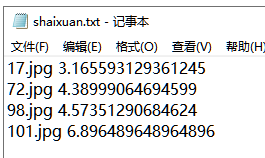 shaixuan.txt - 记事本
文件(F) 编辑(E) 格式(O) 查看(V) 帮助(H)
17.jpg 3.165593129361245
72.jpg 4.38999064694599
98.jpg 4.57351290684624
101.jpg 6.896489648964896